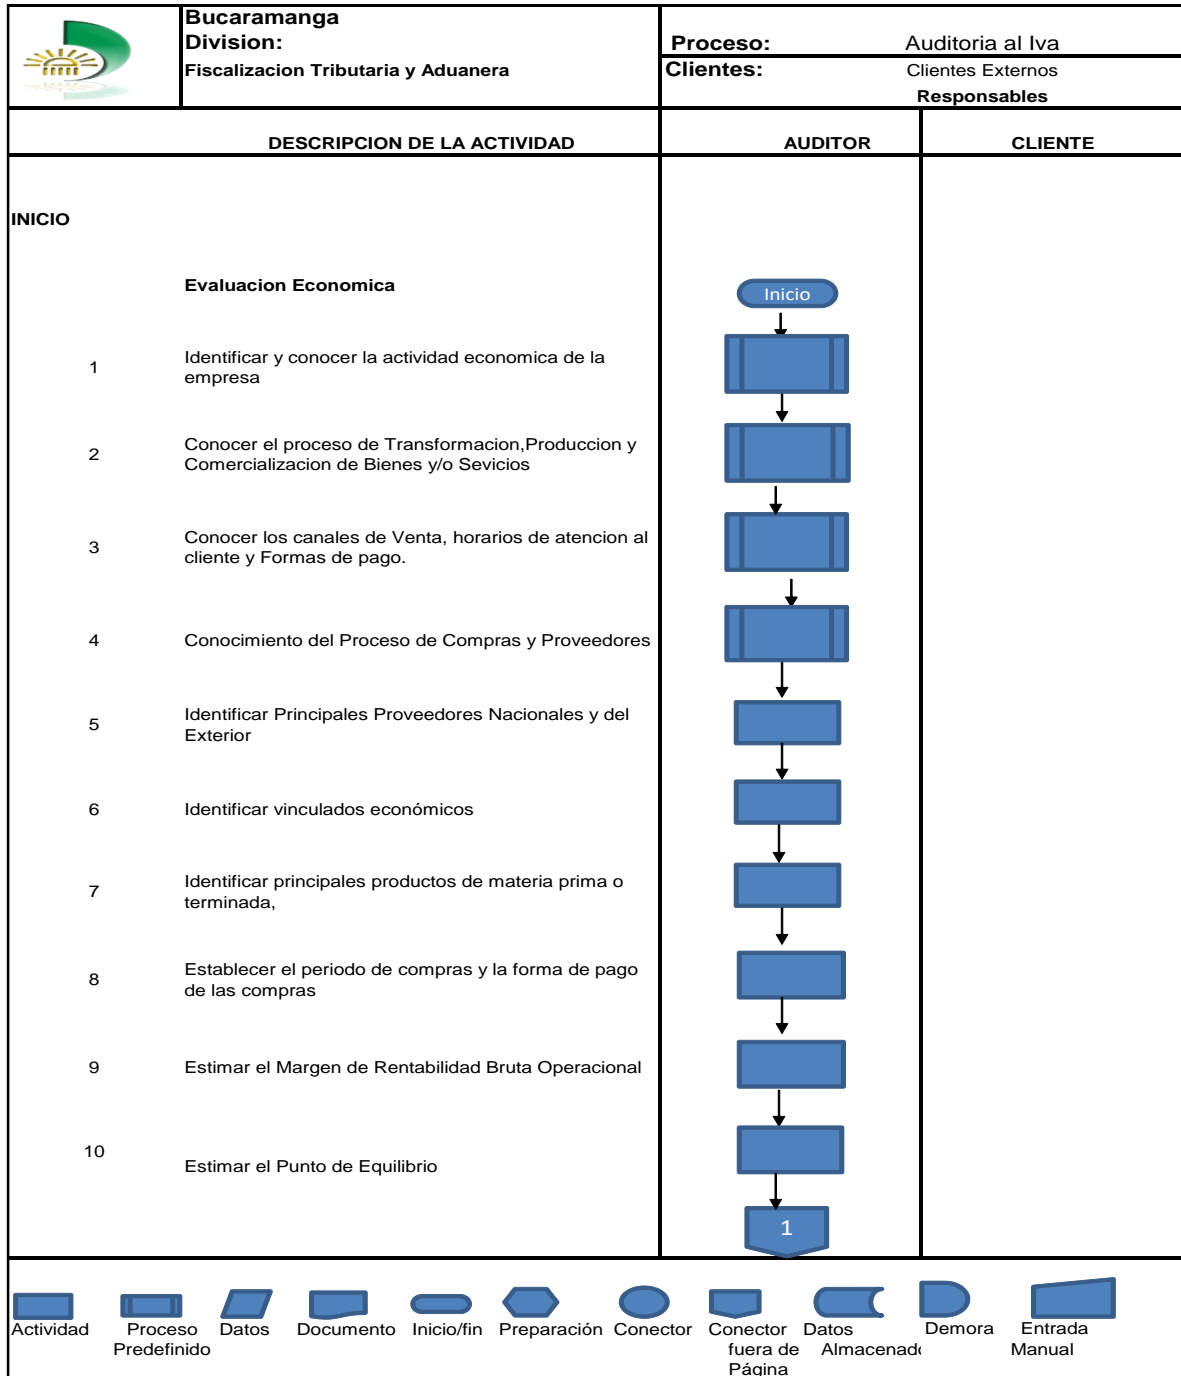 Bucaramanga
Division:
Fiscalizacion Tributaria y Aduanera
Proceso: Auditoria al Iva
Clientes: Clientes Externos
Responsables
DESCRIPCION DE LA ACTIVIDAD AUDITOR CLIENTE
INICIO
Evaluacion Economica
Inicio
1 Identificar y conocer la actividad economica de la
empresa
2 Conocer el proceso de Transformacion,Produccion y
Comercializacion de Bienes y/o Sevicios
3 Conocer los canales de Venta, horarios de atencion al
cliente y Formas de pago.
4 Conocimiento del Proceso de Compras y Proveedores
5 Identificar Principales Proveedores Nacionales y del
Exterior
6 Identificar vinculados económicos
7 Identificar principales productos de materia prima o
terminada,
8 Establecer el periodo de compras y la forma de pago
de las compras
9 Estimar el Margen de Rentabilidad Bruta Operacional
10 Estimar el Punto de Equilibrio
1
Actividad
Proceso
Predefinido
Datos
Documento
Inicio/fin
Preparación
Conector
Conector
fuera de
Página
Datos
Almacenad
Demora
Entrada
Manual